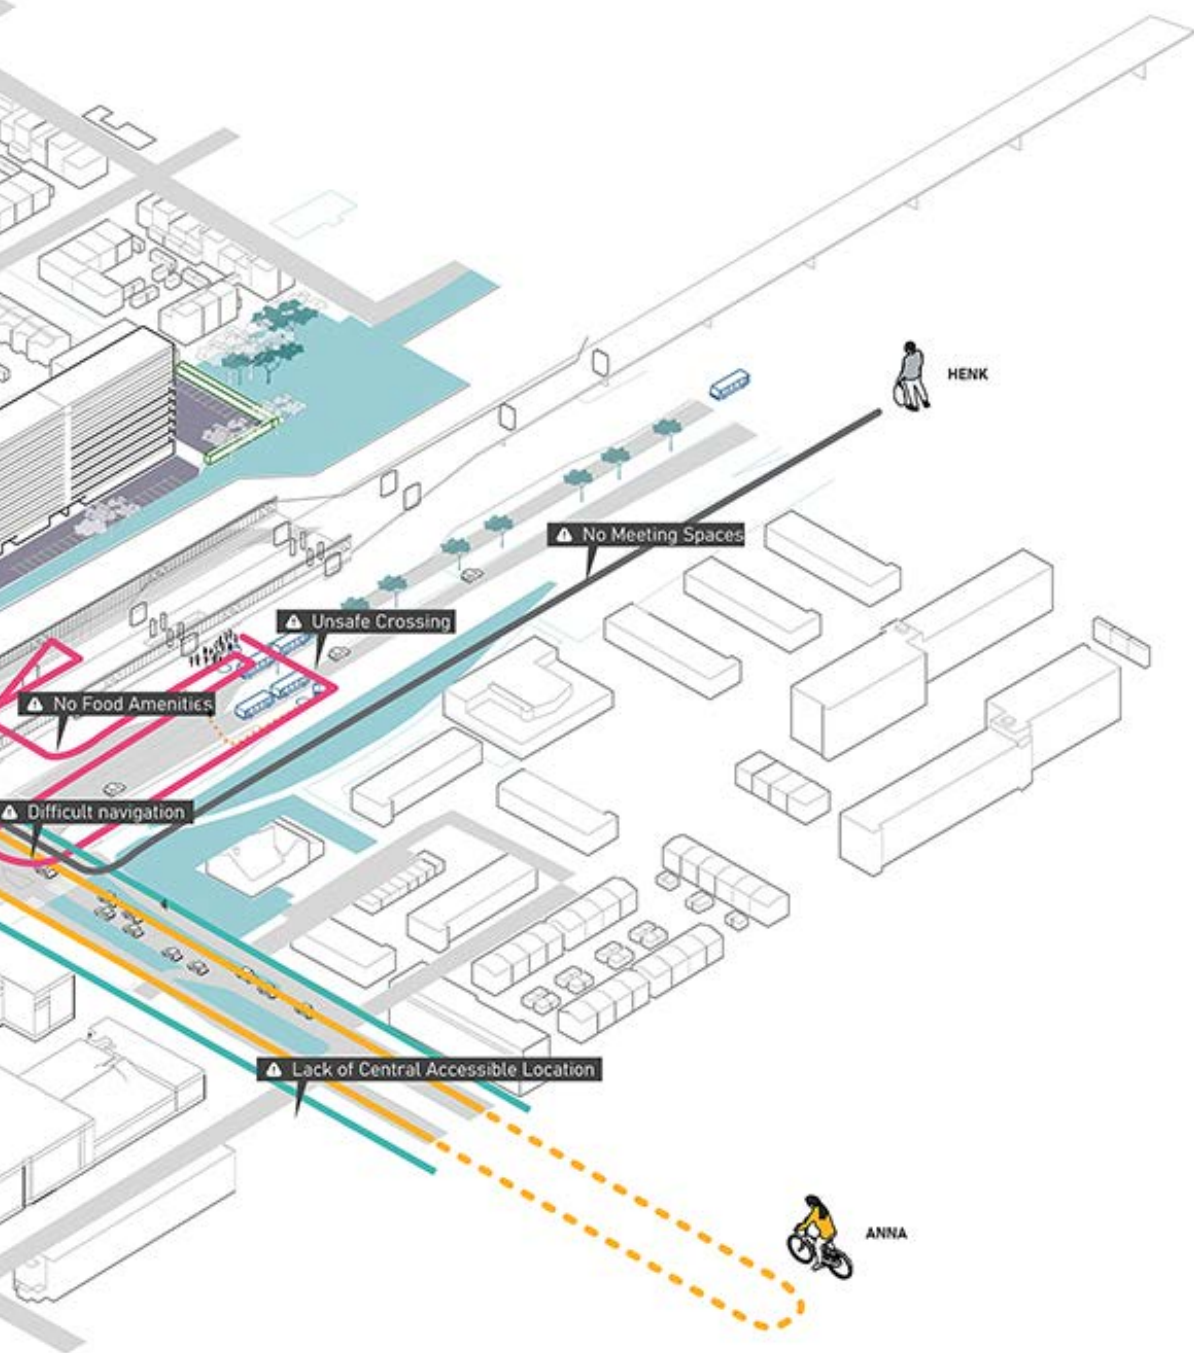 HENK
No Meeting Spaces
Unsafe Crossing
No Food Amenities
Difficult navigation
Lack of Central Accessible Location
ANNA